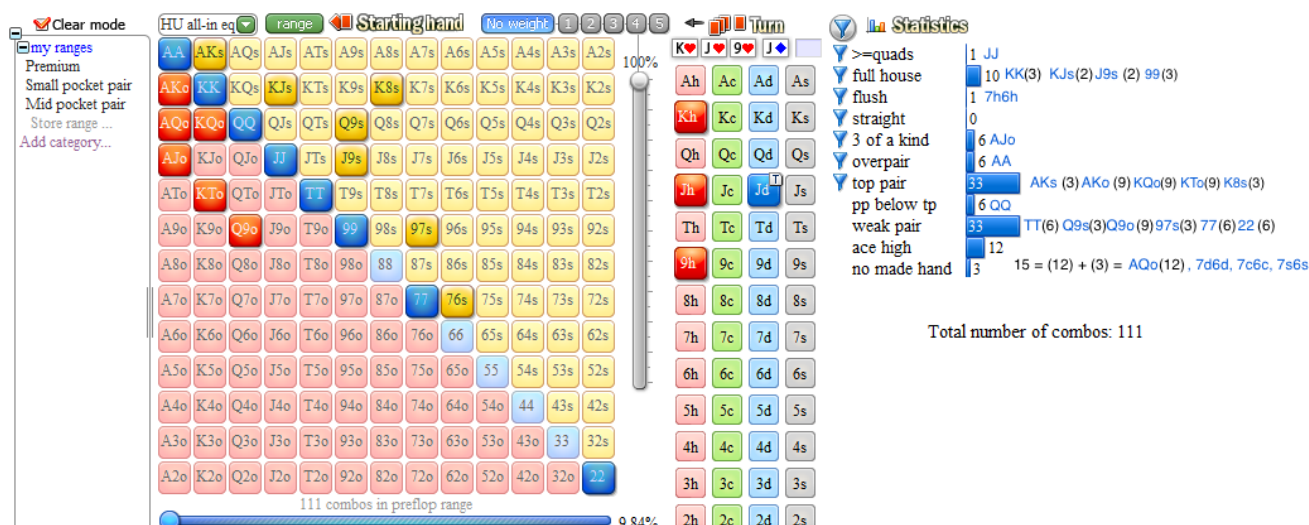 Clear mode
my ranges
Premium
Small pocket pair
Mid pocket pair
Store range ...
Add category...
HU all-in eq range Starting hand No weight 1 2 3 4 5
AA AKs AQs AJs ATs A9s A8s A7s A6s A5s A4s A3s A2s
AKo KK KQs KJs KTs K9s K8s K7s K6s K5s K4s K3s K2s
AQo KQo QQ QJs QTs Q9s Q8s Q7s Q6s Q5s Q4s Q3s Q2s
AJo KJo QJo JJ JTs J9s J8s J7s J6s J5s J4s J3s J2s
ATo KTo QTo JTo TT T9s T8s T7s T6s T5s T4s T3s T2s
A9o K9o Q9o J9o T9o 99 98s 97s 96s 95s 94s 93s 92s
A8o K8o Q8o J8o T8o 98o 88 87s 86s 85s 84s 83s 82s
A7o K7o Q7o J7o T7o 97o 87o 77 76s 75s 74s 73s 72s
A6o K6o Q6o J6o T6o 96o 86o 76o 66 65s 64s 63s 62s
A5o K5o Q5o J5o T5o 95o 85o 75o 65o 55 54s 53s 52s
A4o K4o Q4o J4o T4o 94o 84o 74o 64o 54o 44 43s 42s
A3o K3o Q3o J3o T3o 93o 83o 73o 63o 53o 43o 33 32s
A2o K2o Q2o J2o T2o 92o 82o 72o 62o 52o 42o 32o 22
111 combos in preflop range
9.84%
100%
Turn
K♥ J♥ 9♥ J♦
Ah Ac Ad As
Kh Kc Kd Ks
Qh Qc Qd Qs
Jh Jc Jd T Js
Th Tc Td Ts
9h 9c 9d 9s
8h 8c 8d 8s
7h 7c 7d 7s
6h 6c 6d 6s
5h 5c 5d 5s
4h 4c 4d 4s
3h 3c 3d 3s
2h 2c 2d 2s
Statistics
>=quads 1 JJ
full house 10 KK(3) KJs(2) J9s (2) 99(3)
flush 1 7h6h
straight 0
3 of a kind 6 AJo
overpair 6 AA
top pair 33 AKs (3) AKo (9) KQo(9) KTo(9) K8s(3)
pp below tp 6 QQ
weak pair 33 TT(6) Q9s(3)Q9o (9) 97s(3) 77(6) 22 (6)
ace high 12
no made hand 3 15 = (12) + (3) = AQo(12) , 7d6d, 7c6c, 7s6s
Total number of combos: 111